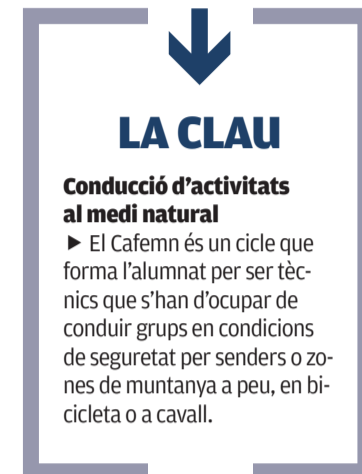 LA CLAU
Conducció d’activitats
al medi natural
▶ El Cafemn és un cicle que
forma l’alumnat per ser tèc-
nics que s’han d’ocupar de
conduir grups en condicions
de seguretat per senders o zo-
nes de muntanya a peu, en bi-
cicleta o a cavall.